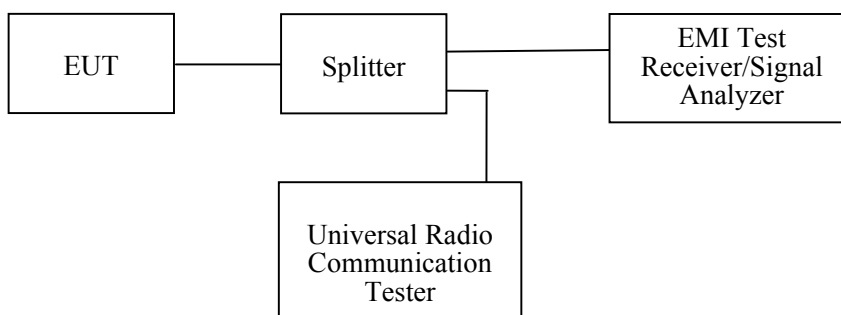 EUT
Splitter
EMI Test
Receiver/Signal
Analyzer
Universal Radio
Communication
Tester